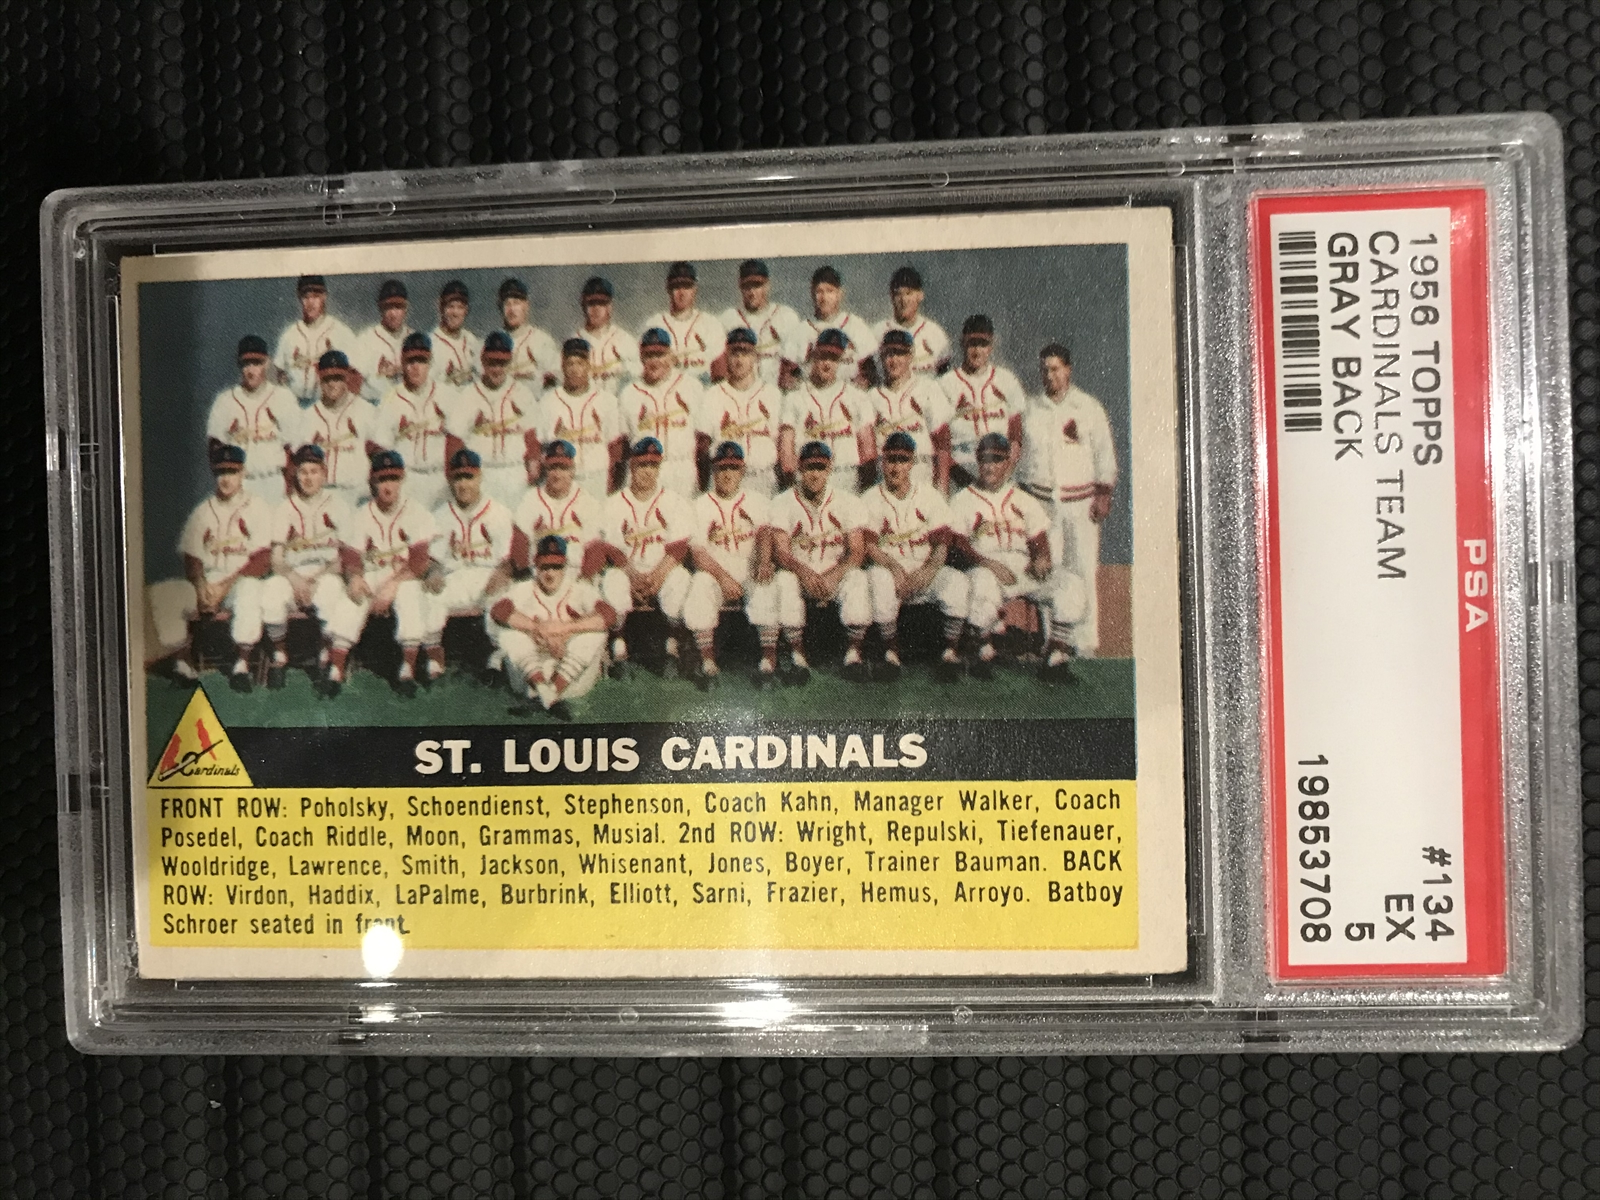 PSA
1956 TOPPS #134
CARDINALS TEAM EX
GRAY BACK 5
19853708
Cardinals
ST. LOUIS CARDINALS
FRONT ROW: Poholsky, Schoendienst, Stephenson, Coach Kahn, Manager Walker, Coach
Posedel, Coach Riddle, Moon, Grammas, Musial. 2nd ROW: Wright, Repulski, Tiefenauer,
Wooldridge, Lawrence, Smith, Jackson, Whisenant, Jones, Boyer, Trainer Bauman. BACK
ROW: Virdon, Haddix, LaPalme, Burbrink, Elliott, Sarni, Frazier, Hemus, Arroyo. Batboy
Schroer seated in front.